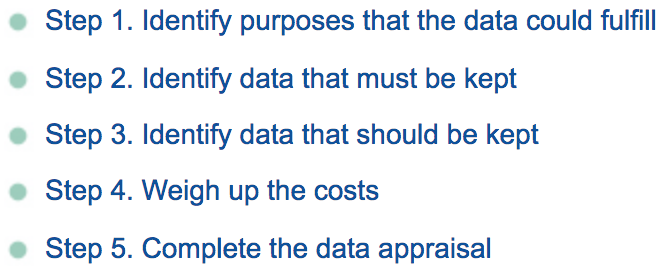 Step 1. Identify purposes that the data could fulfill
Step 2. Identify data that must be kept
Step 3. Identify data that should be kept
Step 4. Weigh up the costs
Step 5. Complete the data appraisal